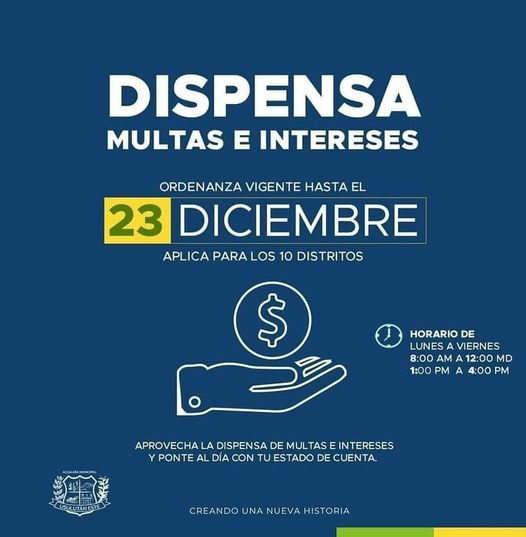 DISPENSA
MULTAS E INTERESES
ORDENANZA VIGENTE HASTA EL
23 DICIEMBRE
APLICA PARA LOS 10 DISTRITOS
$
HORARIO DE
LUNES A VIERNES
8:00 AM A 12:00 MD
1:00 PM A 4:00 PM
APROVECHA LA DISPENSA DE MULTAS E INTERESES
Y PONTE AL DÍA CON TU ESTADO DE CUENTA.
ALCALDÍA MUNICIPAL
USULUTÁN ESTE
CREANDO UNA NUEVA HISTORIA